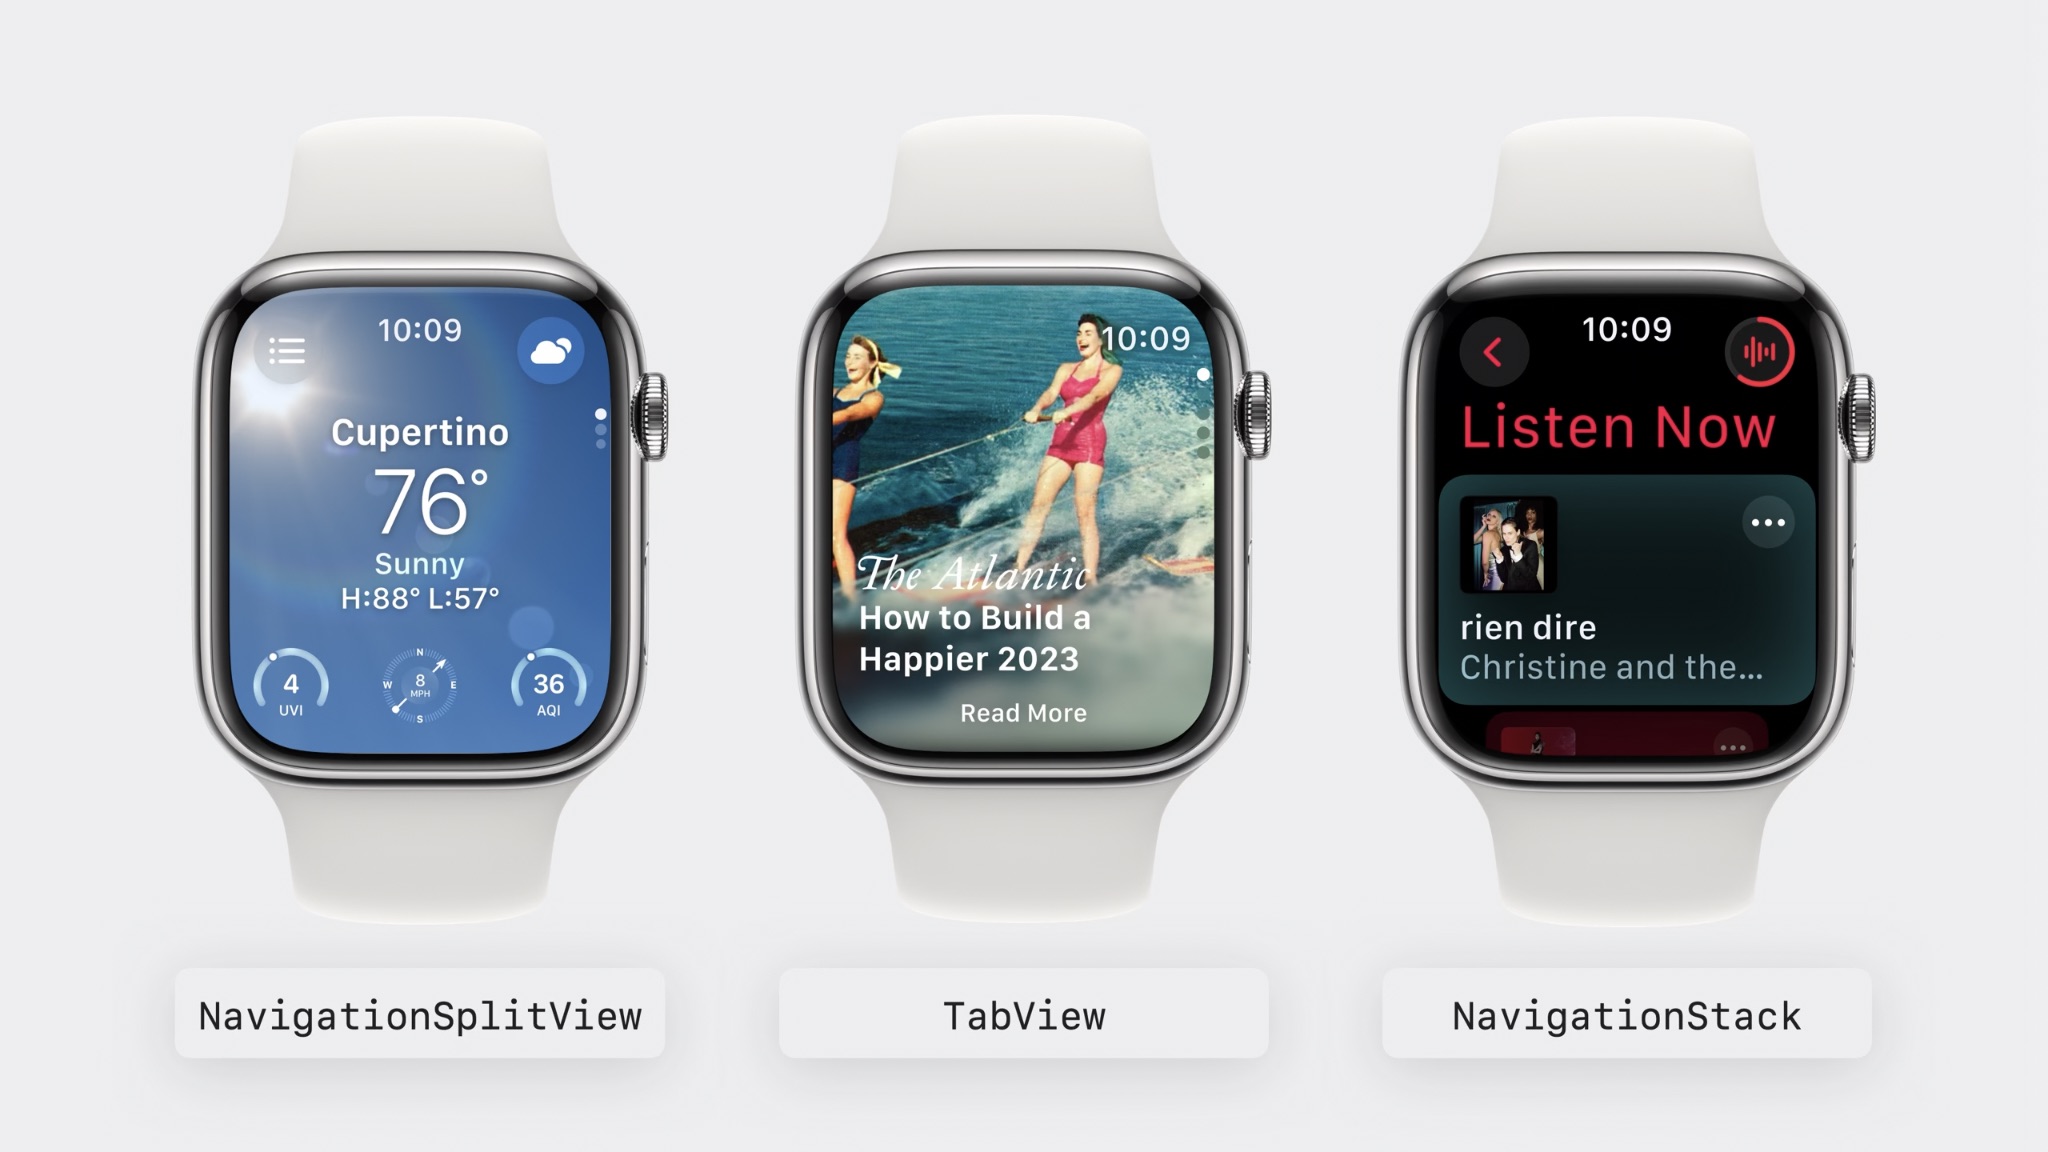 10:09
Cupertino
76°
Sunny
H:88° L:57°
4
UVI
N
W
8
MPH
E
S
36
AQI
10:09
The Atlantic
How to Build a
Happier 2023
Read More
10:09
Listen Now
rien dire
Christine and the...
NavigationSplitView
TabView
NavigationStack